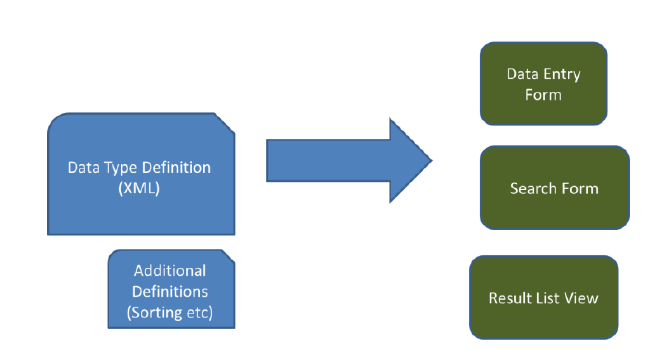 Data Type Definition
(XML)
Additional
Definitions
(Sorting etc)
Data Entry
Form
Search Form
Result List View